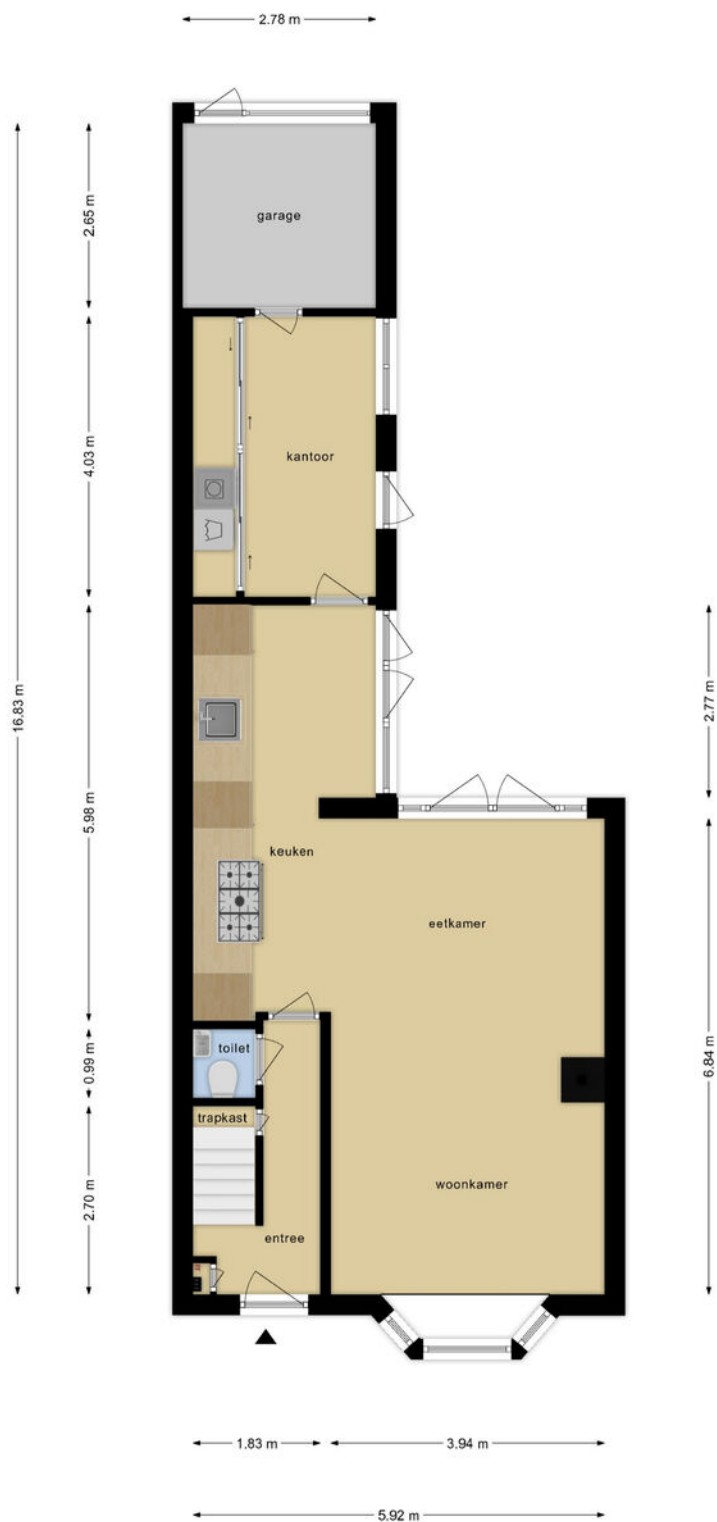 2.78 m
garage
2.65 m
4.03 m
kantoor
16.83 m
5.98 m
2.77 m
keuken
eetkamer
toilet
0.99 m
6.84 m
trapkast
2.70 m
woonkamer
entree
1.83 m
3.94 m
5.92 m